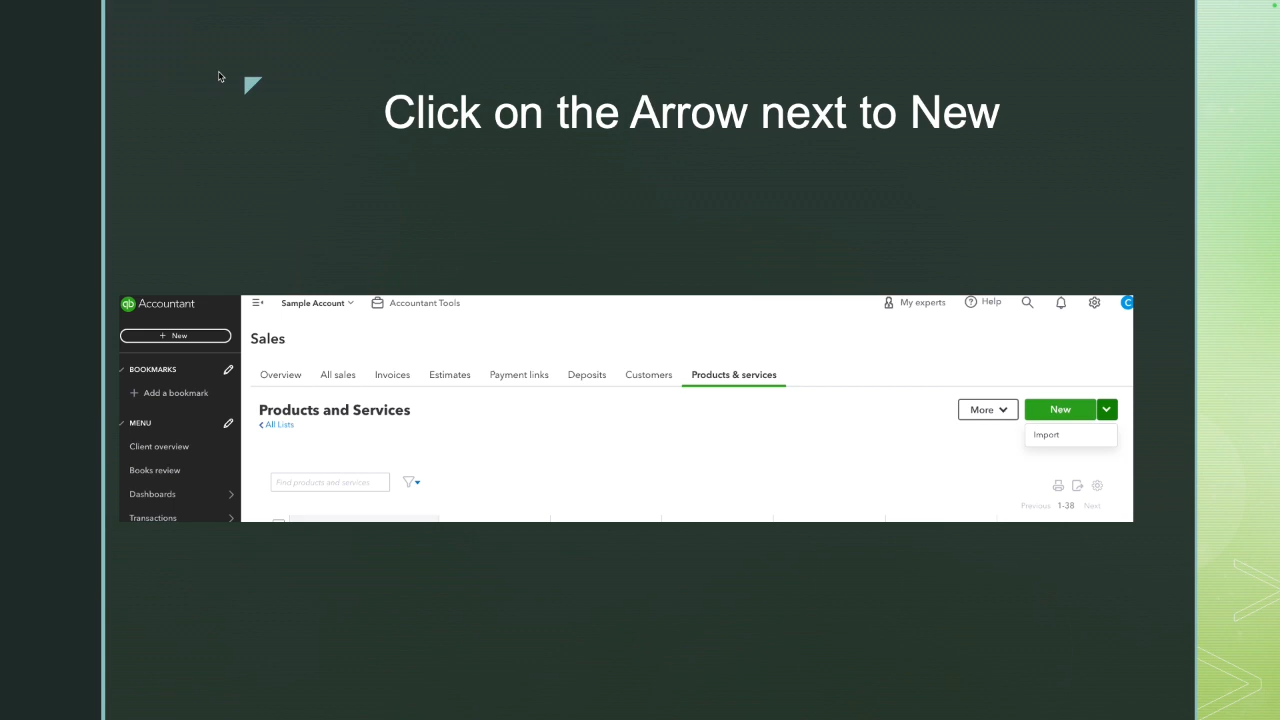 Click on the Arrow next to New
qb Accountant
Sample Account
Accountant Tools
My experts
Help
C
+ New
Sales
BOOKMARKS
+ Add a bookmark
Overview
All sales
Invoices
Estimates
Payment links
Deposits
Customers
Products & services
MENU
Client overview
Books review
Dashboards
Transactions
Products and Services
All Lists
More
New
Import
Find products and services
Previous 1-38 Next